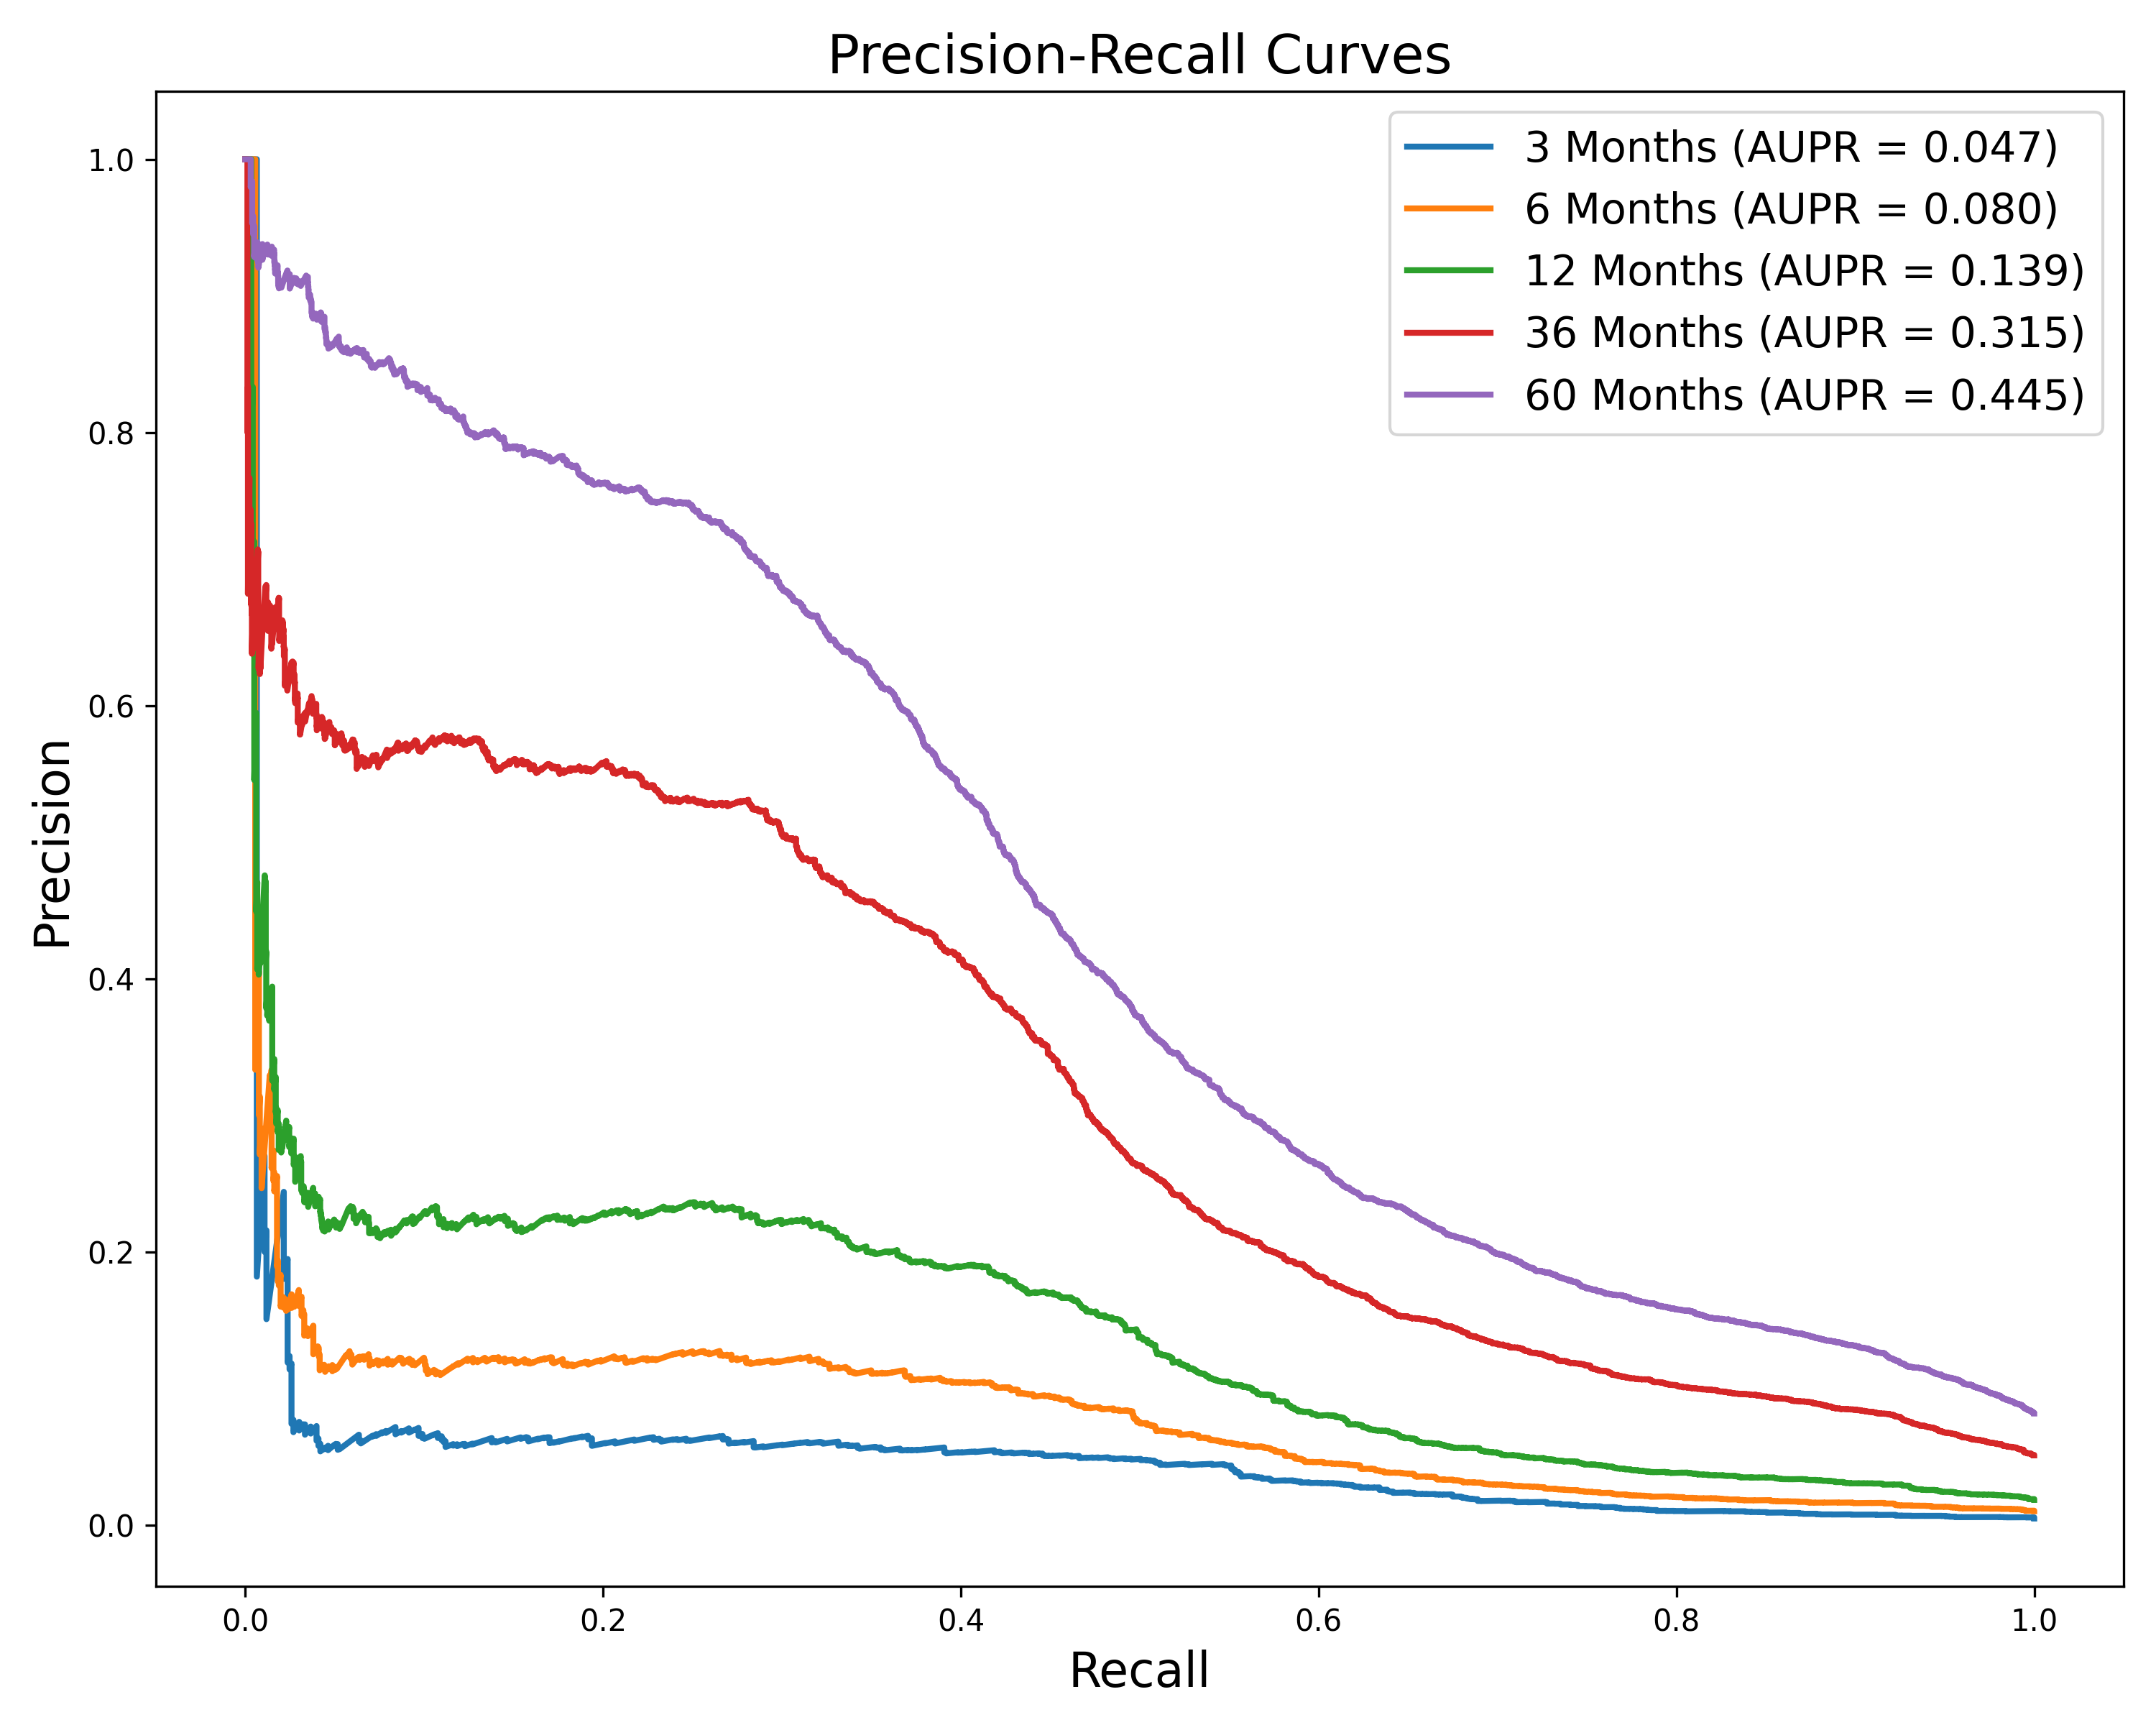 Precision-Recall Curves
3 Months (AUPR = 0.047)
6 Months (AUPR = 0.080)
12 Months (AUPR = 0.139)
36 Months (AUPR = 0.315)
60 Months (AUPR = 0.445)
Precision
1.0
0.8
0.6
0.4
0.2
0.0
0.0 0.2 0.4 0.6 0.8 1.0
Recall